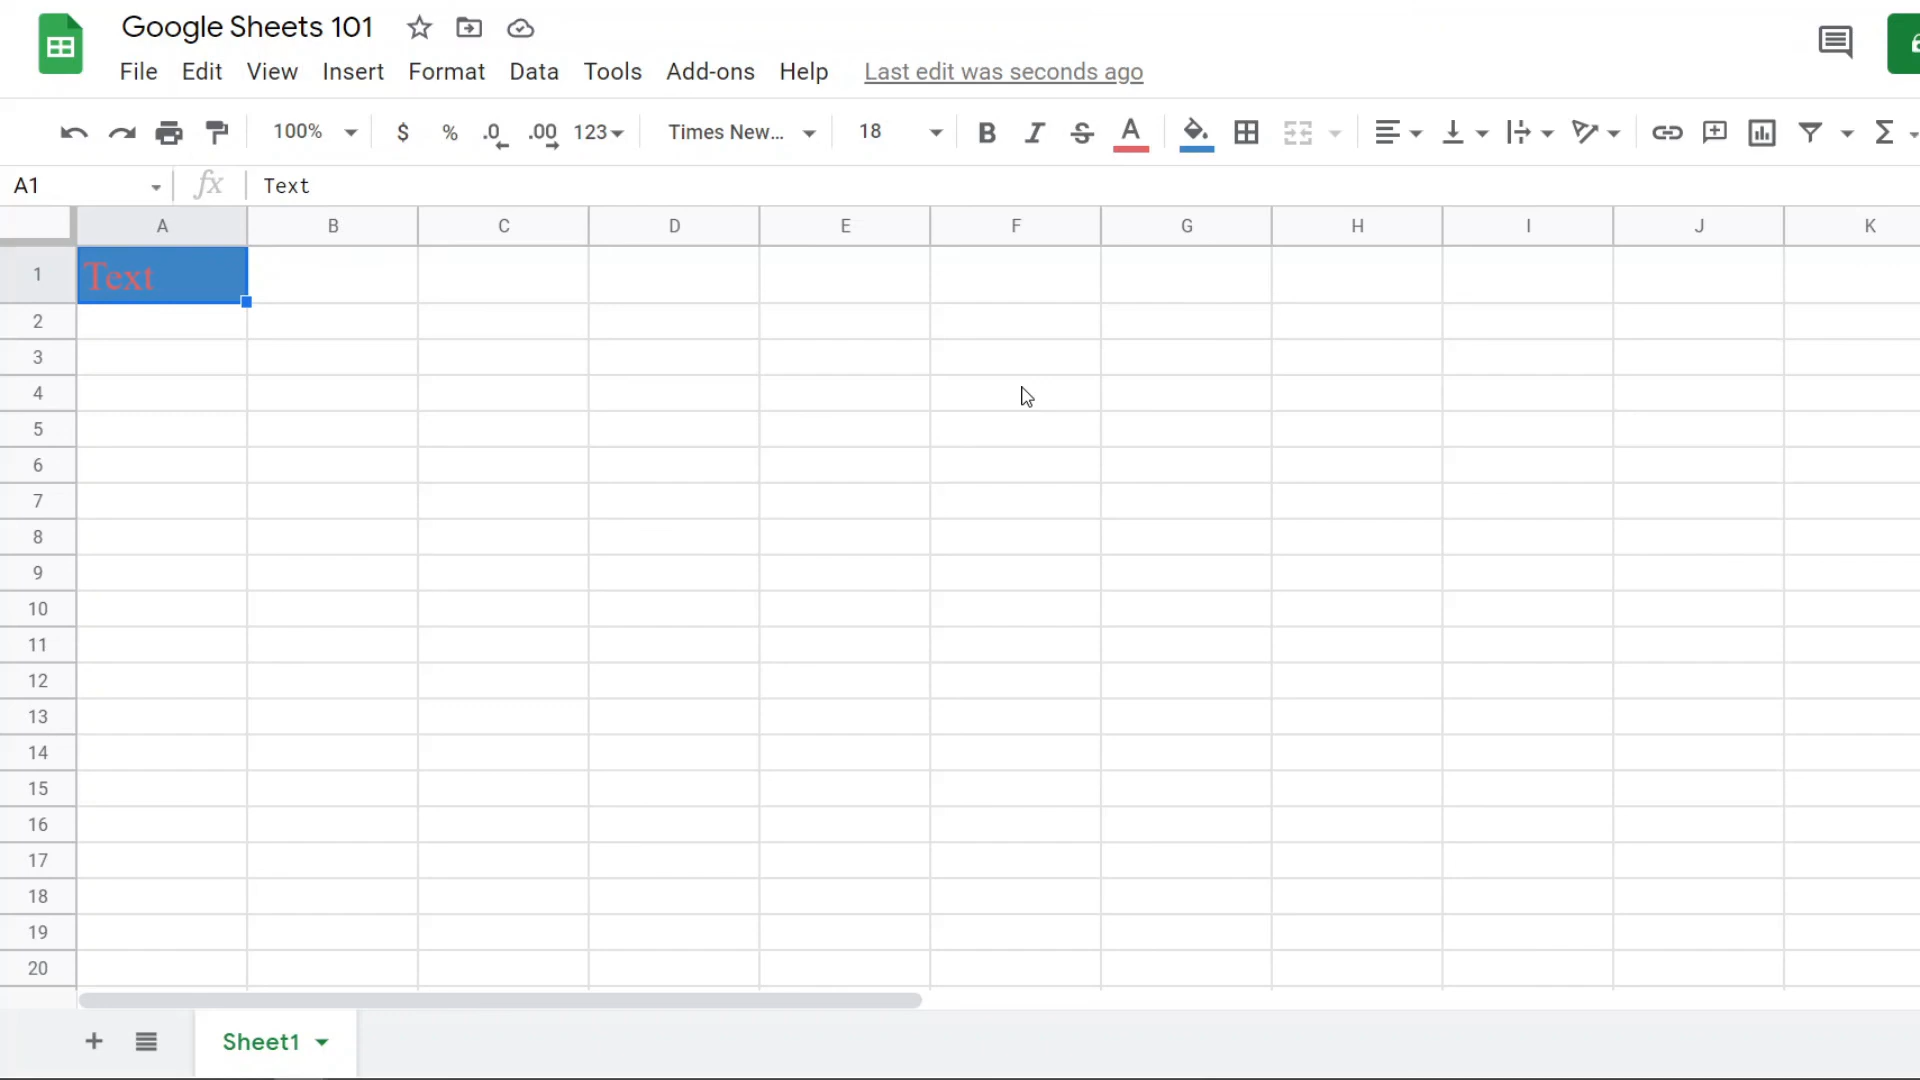 Google Sheets 101
File Edit View Insert Format Data Tools Add-ons Help Last edit was seconds ago
100% $ % .0 .00 123 Times New... 18 B I S A Σ
A1 fx Text
A B C D E F G H I J K
1 Text
2
3
4
5
6
7
8
9
10
11
12
13
14
15
16
17
18
19
20
+ Sheet1